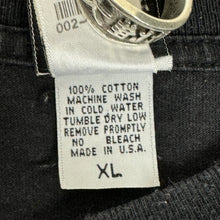 002-
100% COTTON
MACHINE WASH
IN COLD WATER
TUMBLE DRY LOW
REMOVE PROMPTLY
NO BLEACH
MADE IN U.S.A.
XL